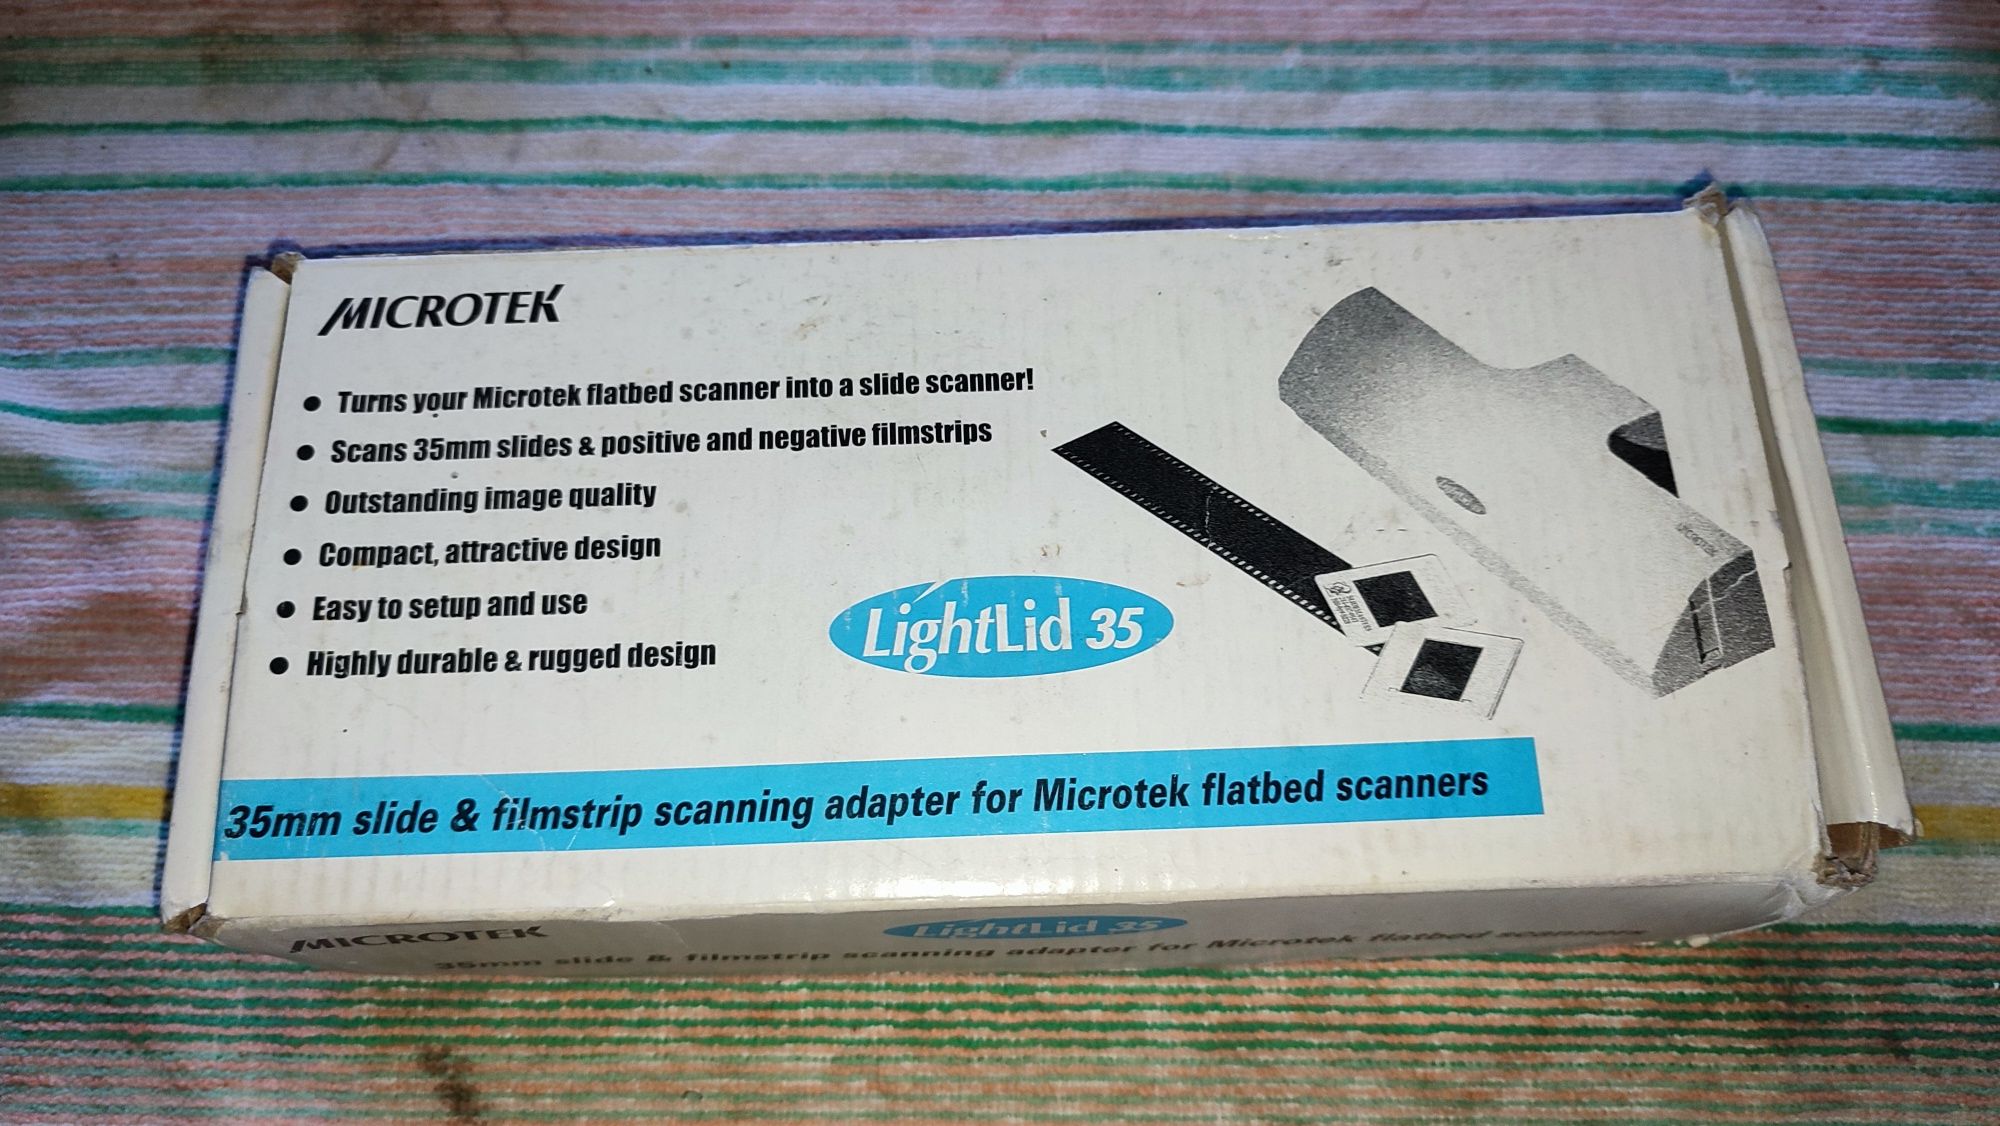 MICROTEK
● Turns your Microtek flatbed scanner into a slide scanner!
● Scans 35mm slides & positive and negative filmstrips
● Outstanding image quality
● Compact, attractive design
● Easy to setup and use
● Highly durable & rugged design
LightLid 35
MICROTEK
35mm slide & filmstrip scanning adapter for Microtek flatbed scanners
MICROTEK
LightLid 35
35mm slide & filmstrip scanning adapter for Microtek flatbed scanners